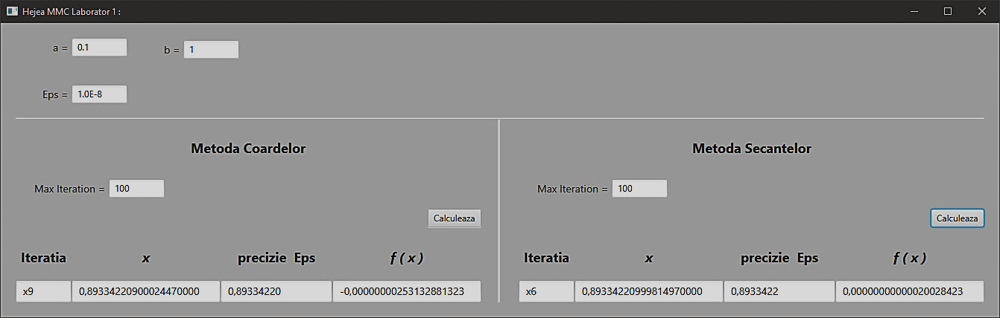 Hejea MMC Laborator 1 :
a = 0.1 b = 1
Eps = 1.0E-8
Metoda Coardelor
Max Iteration = 100
Calculeaza
Iteratia x precizie Eps f ( x )
x9 0,89334220900024470000 0,89334220 -0,00000000253132881323
Metoda Secantelor
Max Iteration = 100
Calculeaza
Iteratia x precizie Eps f ( x )
x6 0,89334220999814970000 0,8933422 0,00000000000020028423